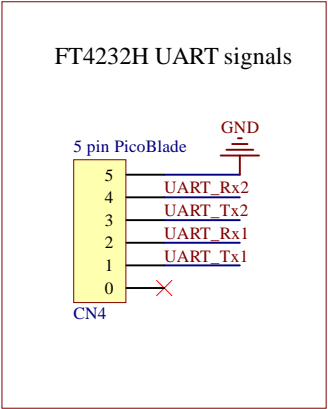 FT4232H UART signals
GND
5 pin PicoBlade
5
UART_Rx2
4
UART_Tx2
3
UART_Rx1
2
UART_Tx1
1
0
CN4